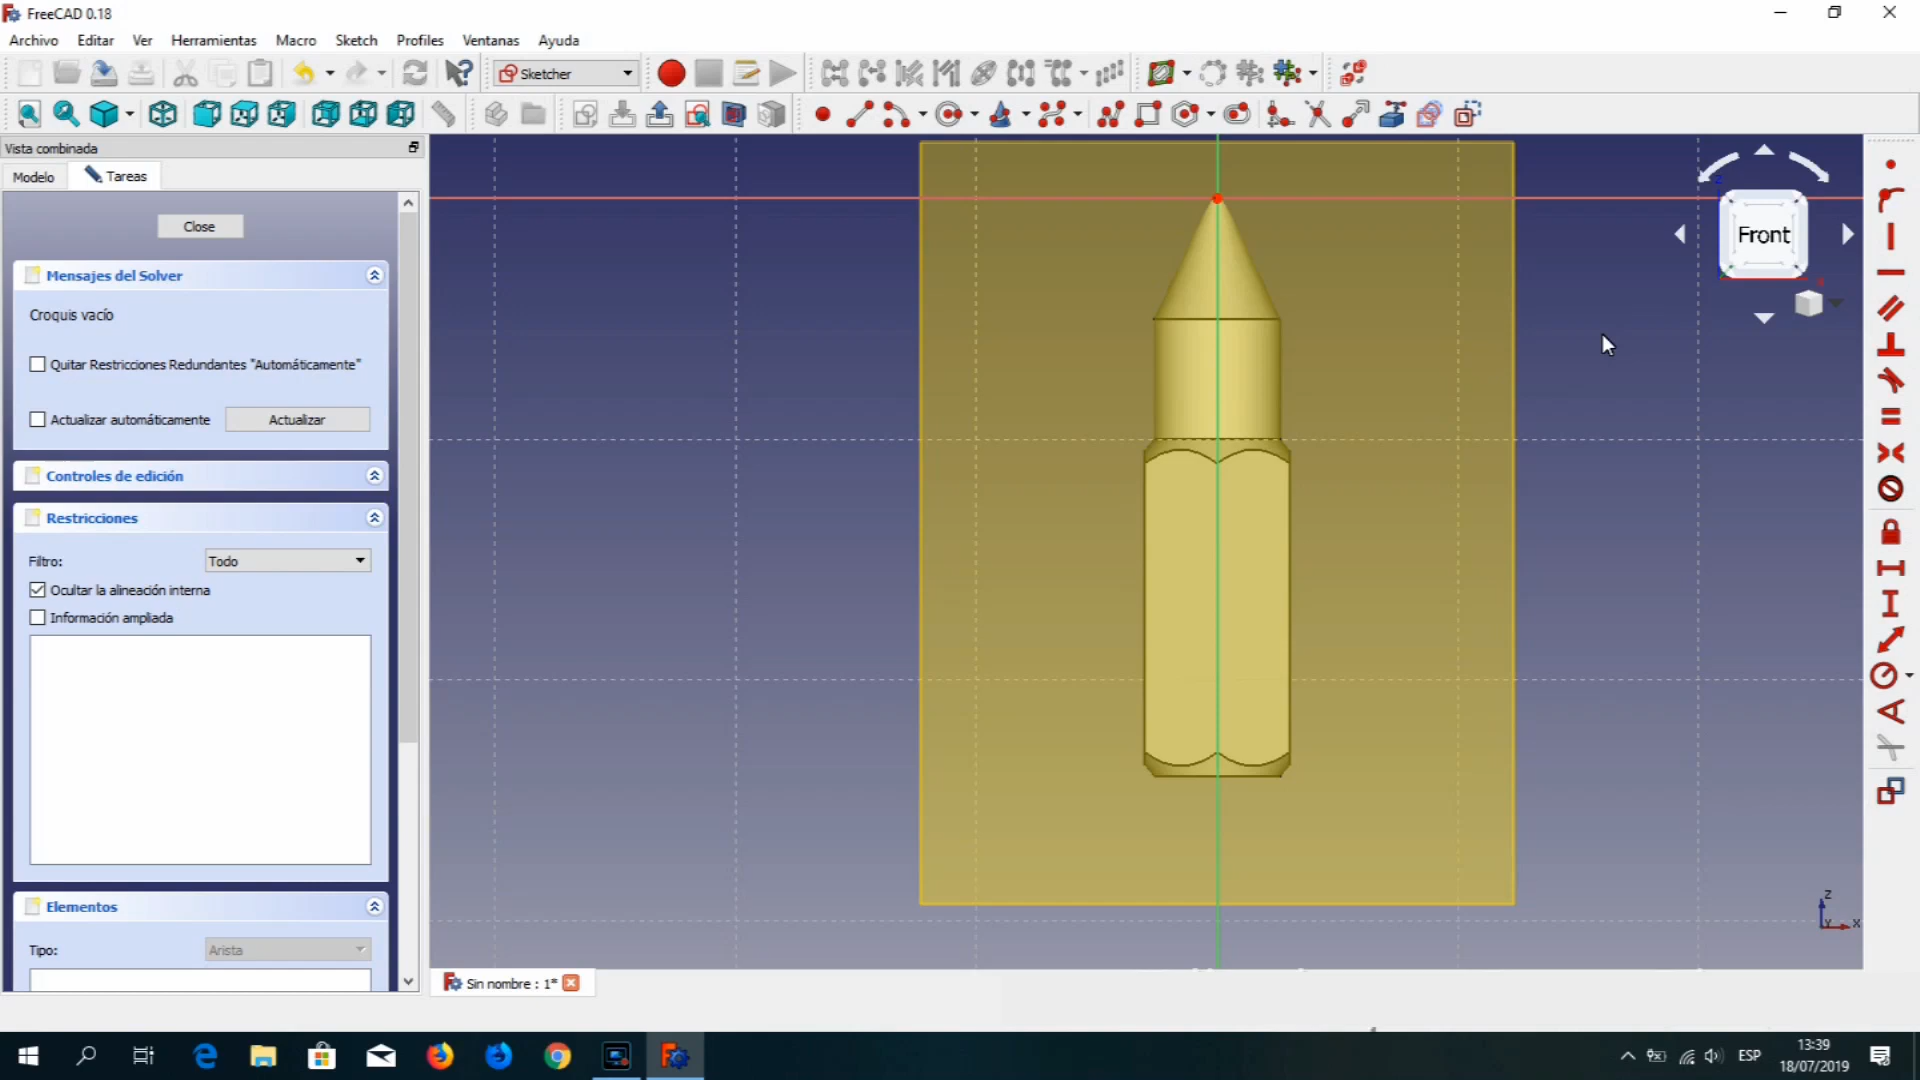 FreeCAD 0.18
Archivo Editar Ver Herramientas Macro Sketch Profiles Ventanas Ayuda
Sketcher
Vista combinada
Modelo Tareas
Close
Mensajes del Solver
Croquis vacío
Quitar Restricciones Redundantes "Automáticamente"
Actualizar automáticamente Actualizar
Controles de edición
Restricciones
Filtro: Todo
Ocultar la alineación interna
Información ampliada
Elementos
Tipo: Arista
Front
Z
Y X
Sin nombre : 1*
ESP
13:39
18/07/2019